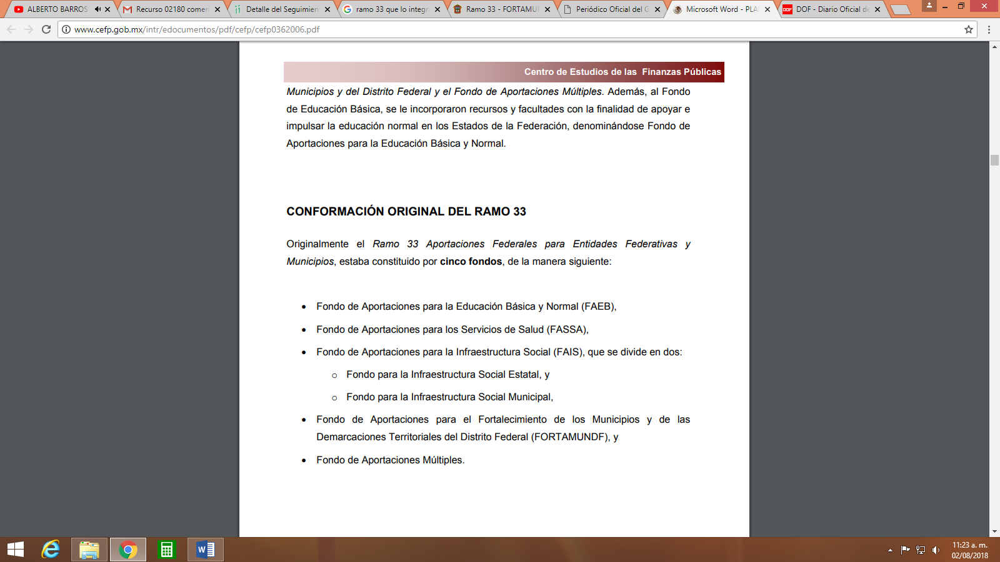 ALBERTO BARROS
Recurso 02180 comen
Detalle del Seguimien
ramo 33 que lo integr
Ramo 33 - FORTAMUN
Periódico Oficial del G
Microsoft Word - PLA
DOF
DOF - Diario Oficial de
www.cefp.gob.mx/intr/edocumentos/pdf/cefp/cefp0362006.pdf
Centro de Estudios de las Finanzas Públicas
Municipios y del Distrito Federal y el Fondo de Aportaciones Múltiples. Además, al Fondo
de Educación Básica, se le incorporaron recursos y facultades con la finalidad de apoyar e
impulsar la educación normal en los Estados de la Federación, denominándose Fondo de
Aportaciones para la Educación Básica y Normal.
CONFORMACIÓN ORIGINAL DEL RAMO 33
Originalmente el Ramo 33 Aportaciones Federales para Entidades Federativas y
Municipios, estaba constituido por cinco fondos, de la manera siguiente:
• Fondo de Aportaciones para la Educación Básica y Normal (FAEB),
• Fondo de Aportaciones para los Servicios de Salud (FASSA),
• Fondo de Aportaciones para la Infraestructura Social (FAIS), que se divide en dos:
o Fondo para la Infraestructura Social Estatal, y
o Fondo para la Infraestructura Social Municipal,
• Fondo de Aportaciones para el Fortalecimiento de los Municipios y de las
Demarcaciones Territoriales del Distrito Federal (FORTAMUNDF), y
• Fondo de Aportaciones Múltiples.
11:23 a. m.
02/08/2018